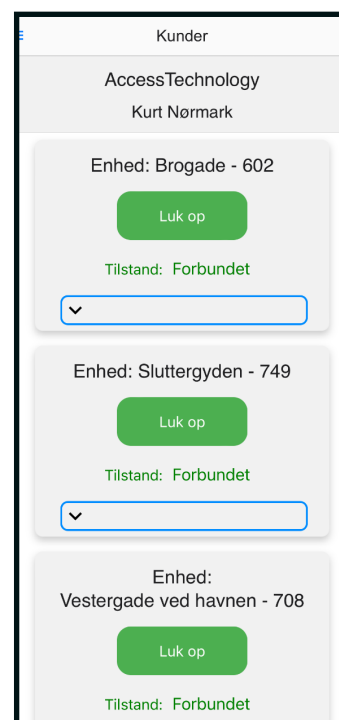 Kunder
AccessTechnology
Kurt Nørmark
Enhed: Brogade - 602
Luk op
Tilstand: Forbundet
Enhed: Sluttergyden - 749
Luk op
Tilstand: Forbundet
Enhed:
Vestergade ved havnen - 708
Luk op
Tilstand: Forbundet